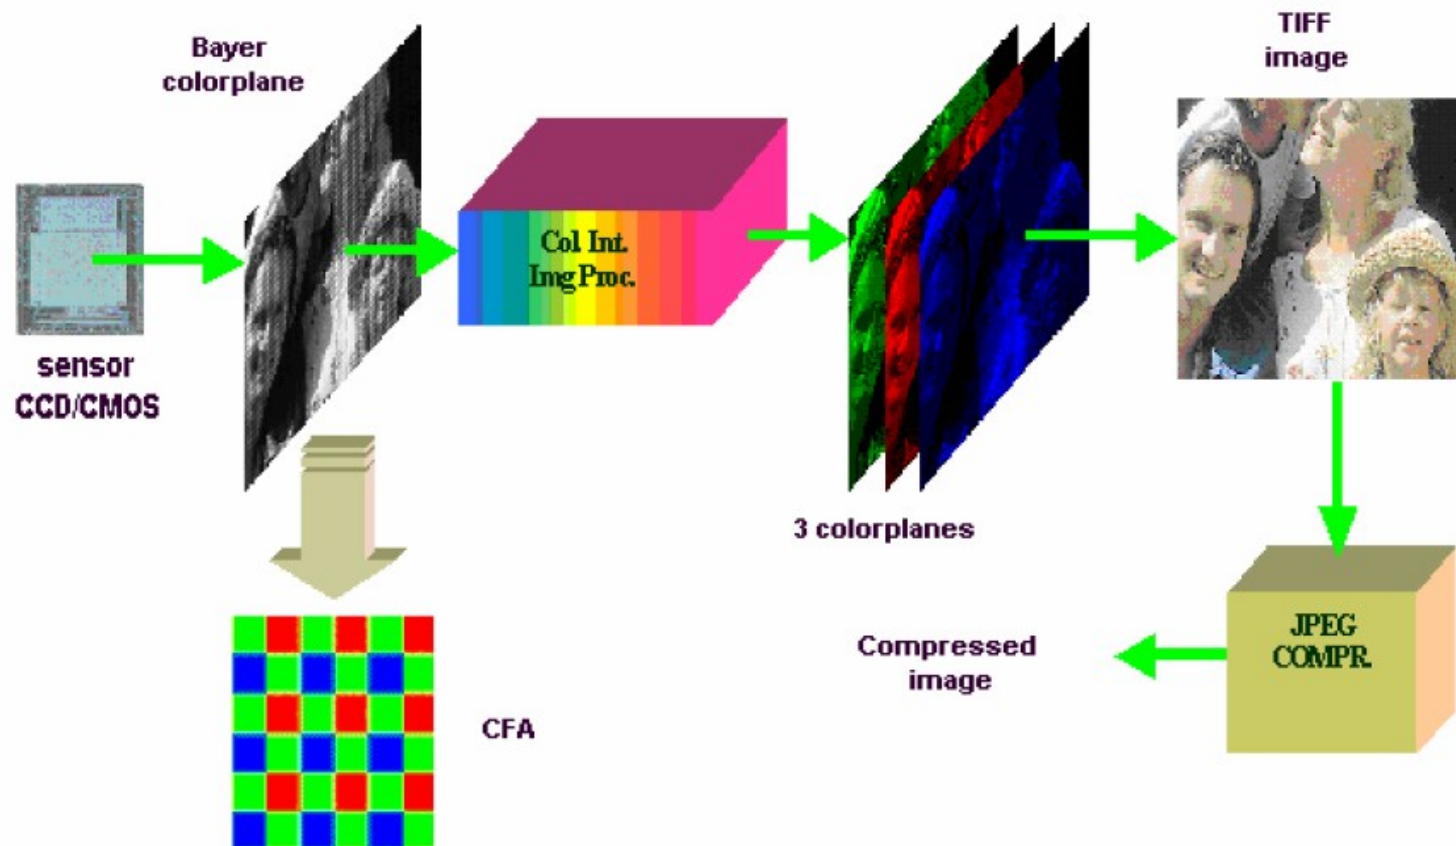 Bayer
colorplane
sensor
CCD/CMOS
Col. Int.
Img Proc.
3 colorplanes
TIFF
image
JPEG
COMPR.
Compressed
image
CFA